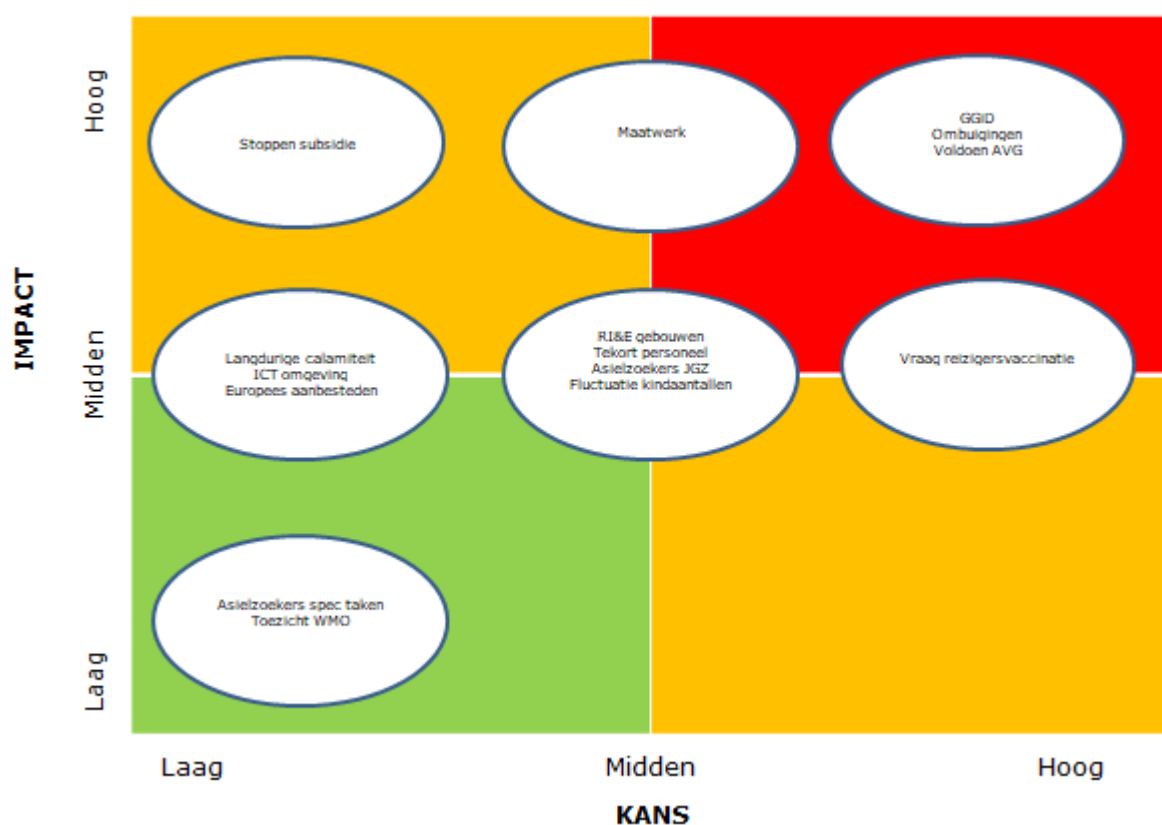 Hoog
Stoppen subsidie
Maatwerk
GGiD
Ombuigingen
Voldoen AVG
IMPACT
Midden
Langdurige calamiteit
ICT omgeving
Europees aanbesteden
RI&E gebouwen
Tekort personeel
Asielzoekers JGZ
Fluctuatie kindaantallen
Vraag reizigersvaccinatie
Laag
Asielzoekers spec taken
Toezicht WMO
Laag
Midden
Hoog
KANS